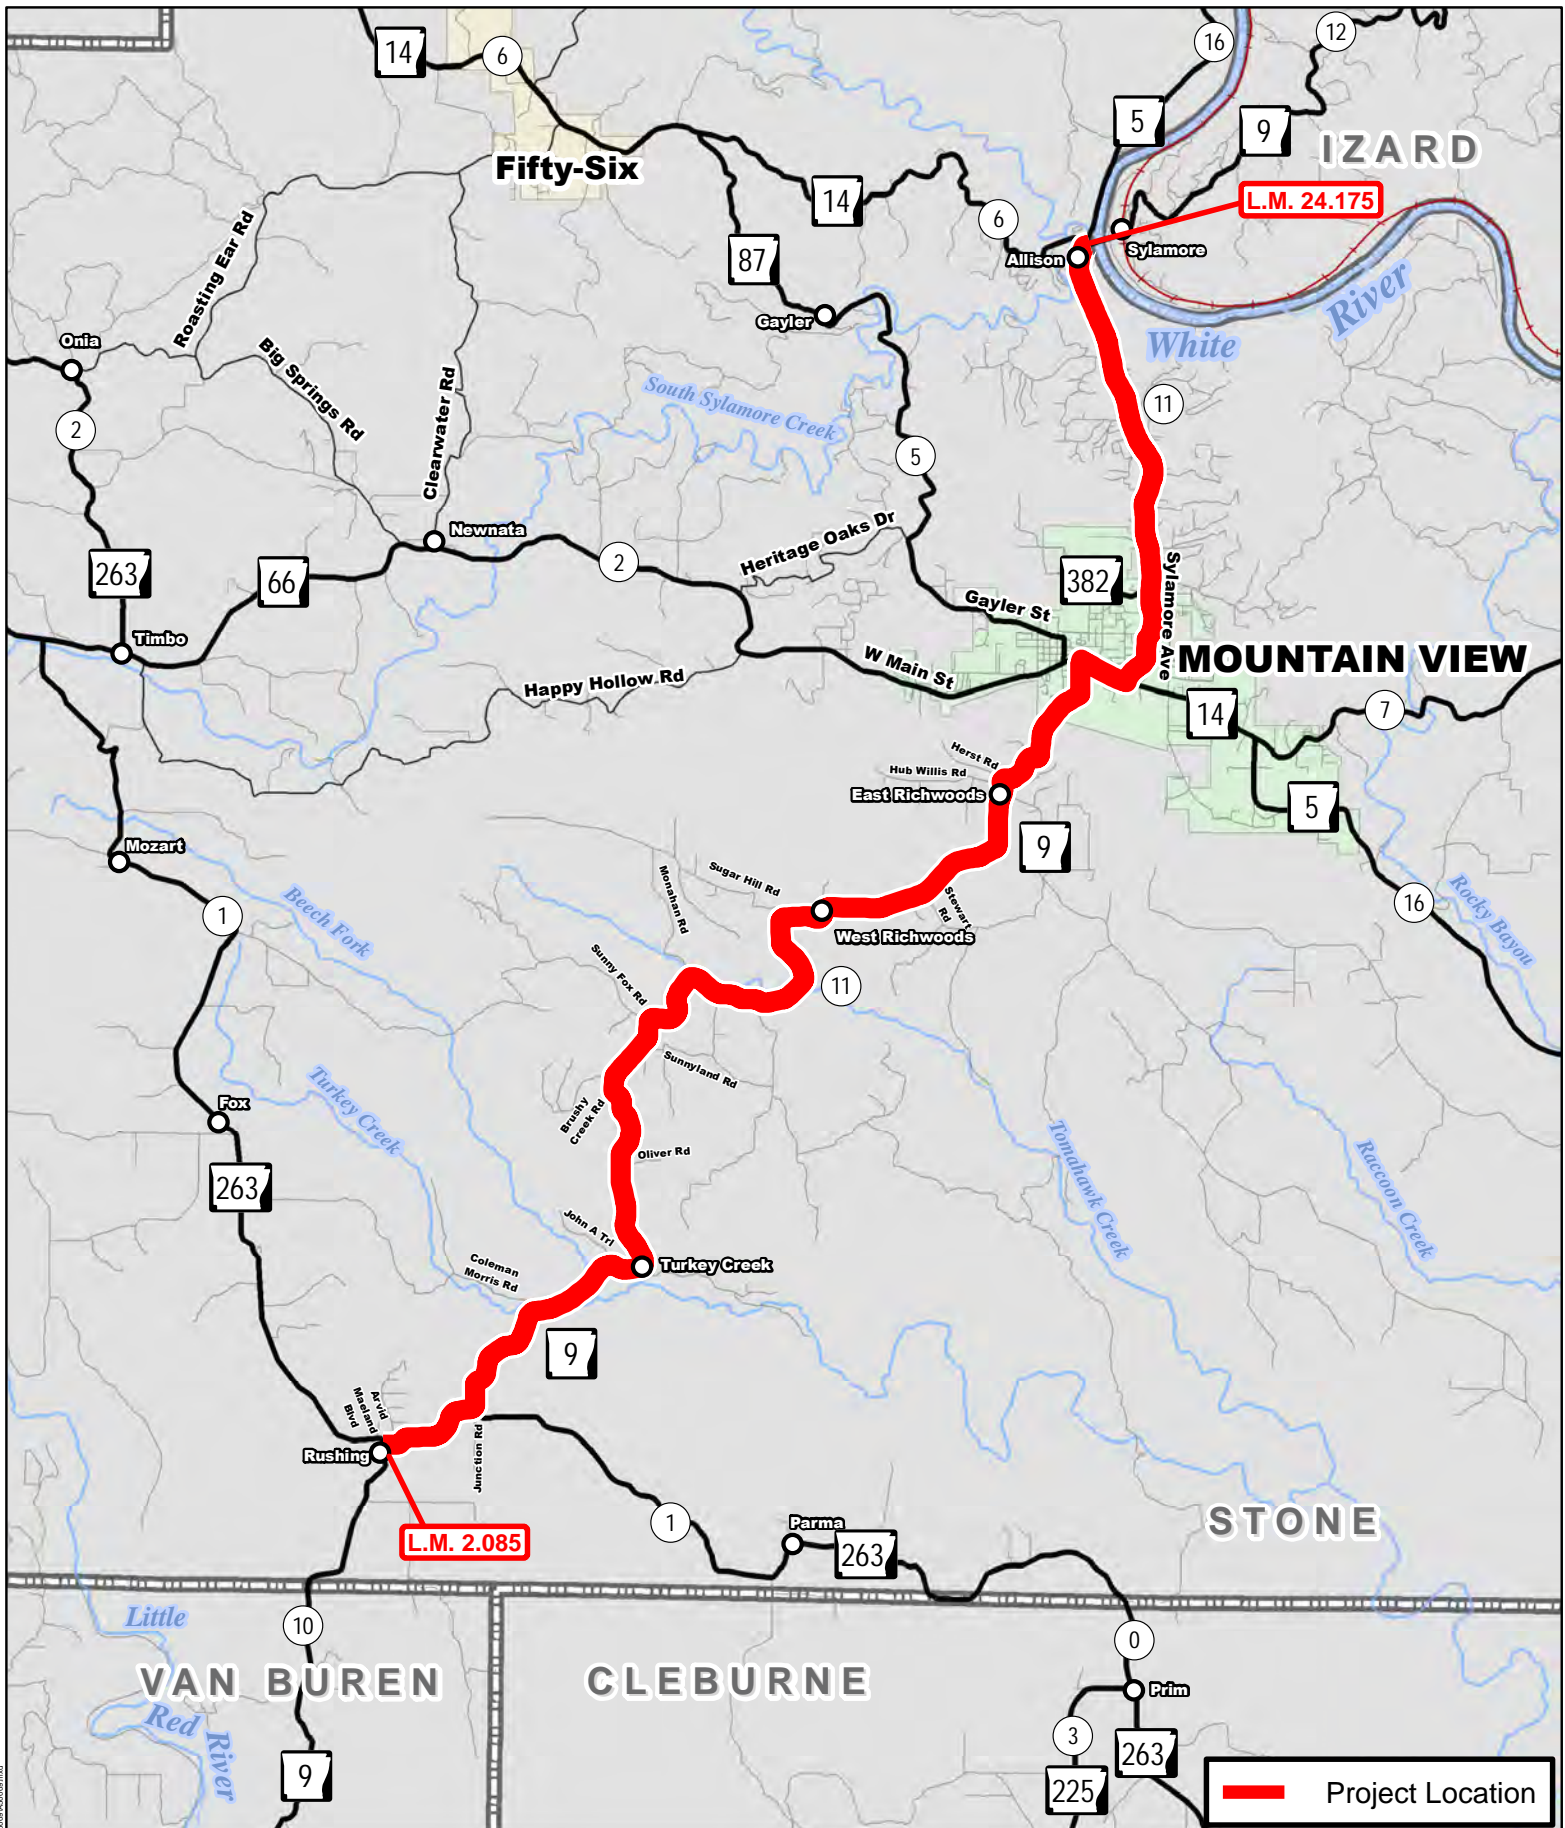 16
12
14
6
5
9
IZARD
Fifty-Six
14
L.M. 24.175
6
Sylamore
87
Allison
Roasting Ear Rd
Gayler
River
White
Onia
Big Springs Rd
Clearwater Rd
South Sylamore Creek
11
2
5
Newnata
Heritage Oaks Dr
2
263
66
382
Sylamore Ave
Gayler St
Timbo
MOUNTAIN VIEW
W Main St
Happy Hollow Rd
14
7
Herst Rd
Hub Willis Rd
East Richwoods
5
9
Mozart
Sugar Hill Rd
Monahan Rd
Stewart
Rd
16
1
Beech Fork
West Richwoods
Rocky Bayou
Sunny Fox Rd
11
Sunnyland Rd
Turkey Creek
Fox
Brushy
Creek Rd
Oliver Rd
Tomahawk Creek
Raccoon Creek
263
John A Trl
Coleman
Morris Rd
Turkey Creek
9
Arvid
Maeland
Blvd
Junction Rd
Rushing
L.M. 2.085
1
Parma
263
STONE
Little
10
0
VAN BUREN
CLEBURNE
Prim
Red
River
3
263
9
225
Project Location